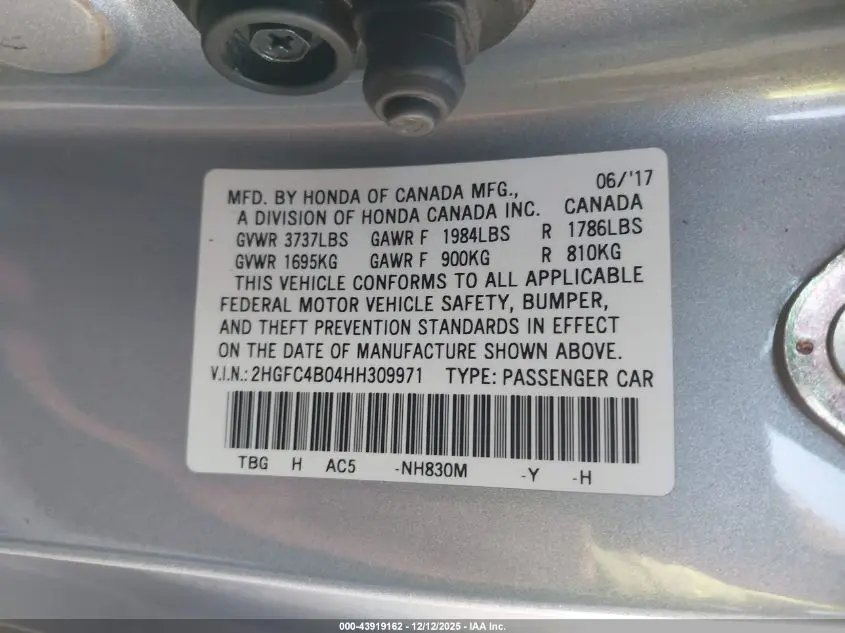 06/'17
MFD. BY HONDA OF CANADA MFG.,
A DIVISION OF HONDA CANADA INC. CANADA
GVWR 3737LBS GAWR F 1984LBS R 1786LBS
GVWR 1695KG GAWR F 900KG R 810KG
THIS VEHICLE CONFORMS TO ALL APPLICABLE
FEDERAL MOTOR VEHICLE SAFETY, BUMPER,
AND THEFT PREVENTION STANDARDS IN EFFECT
ON THE DATE OF MANUFACTURE SHOWN ABOVE.
V.I.N.: 2HGFC4B04HH309971 TYPE: PASSENGER CAR
TBG H AC5 -NH830M -Y -H
000-43919162 - 12/12/2025 - IAA Inc.